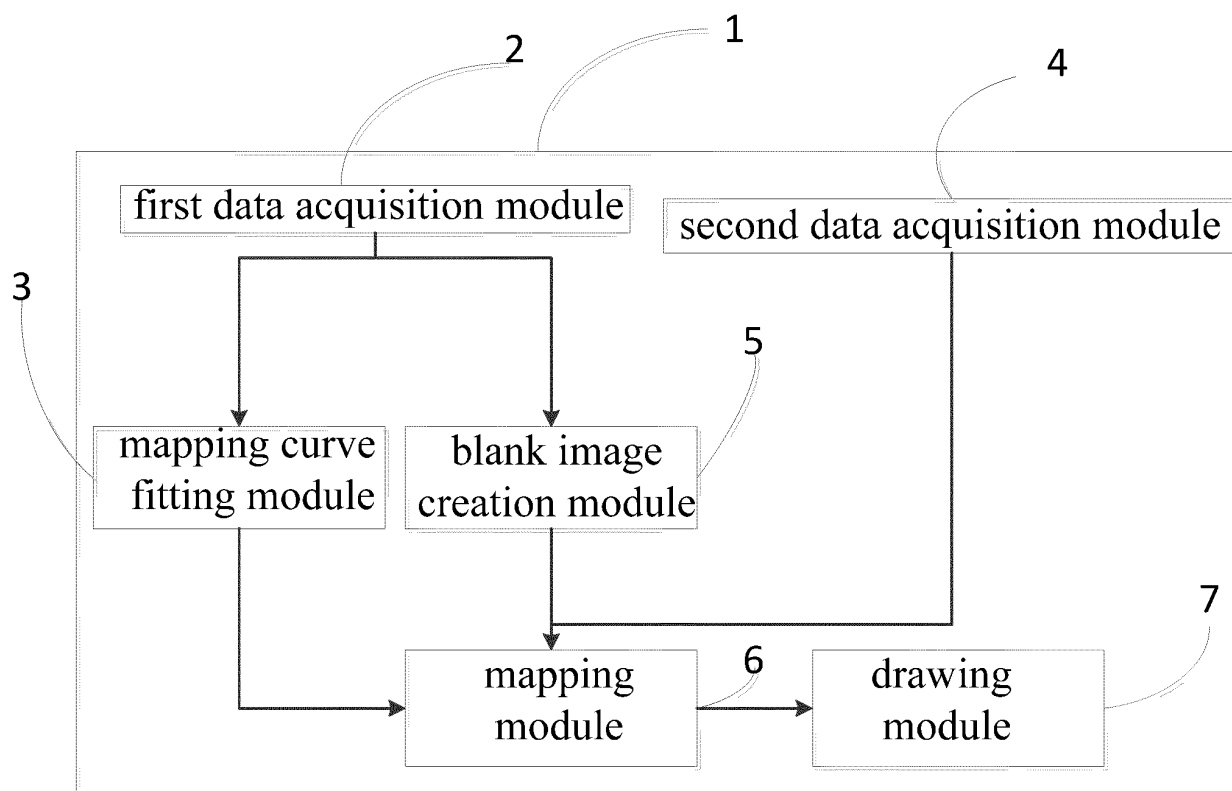 1
2
4
first data acquisition module
second data acquisition module
3
5
mapping curve
fitting module
blank image
creation module
7
6
mapping
module
drawing
module